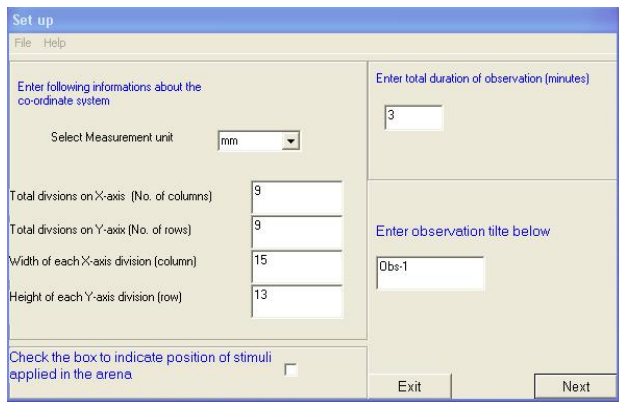 Set up
File Help
Enter following informations about the
co-ordinate system
Select Measurement unit mm
Total divsions on X-axis (No. of columns) 9
Total divsions on Y-axix (No. of rows) 9
Width of each X-axis division (column) 15
Height of each Y-axis division (row) 13
Check the box to indicate position of stimuli
applied in the arena
Enter total duration of observation (minutes)
3
Enter observation tilte below
Obs-1
Exit Next